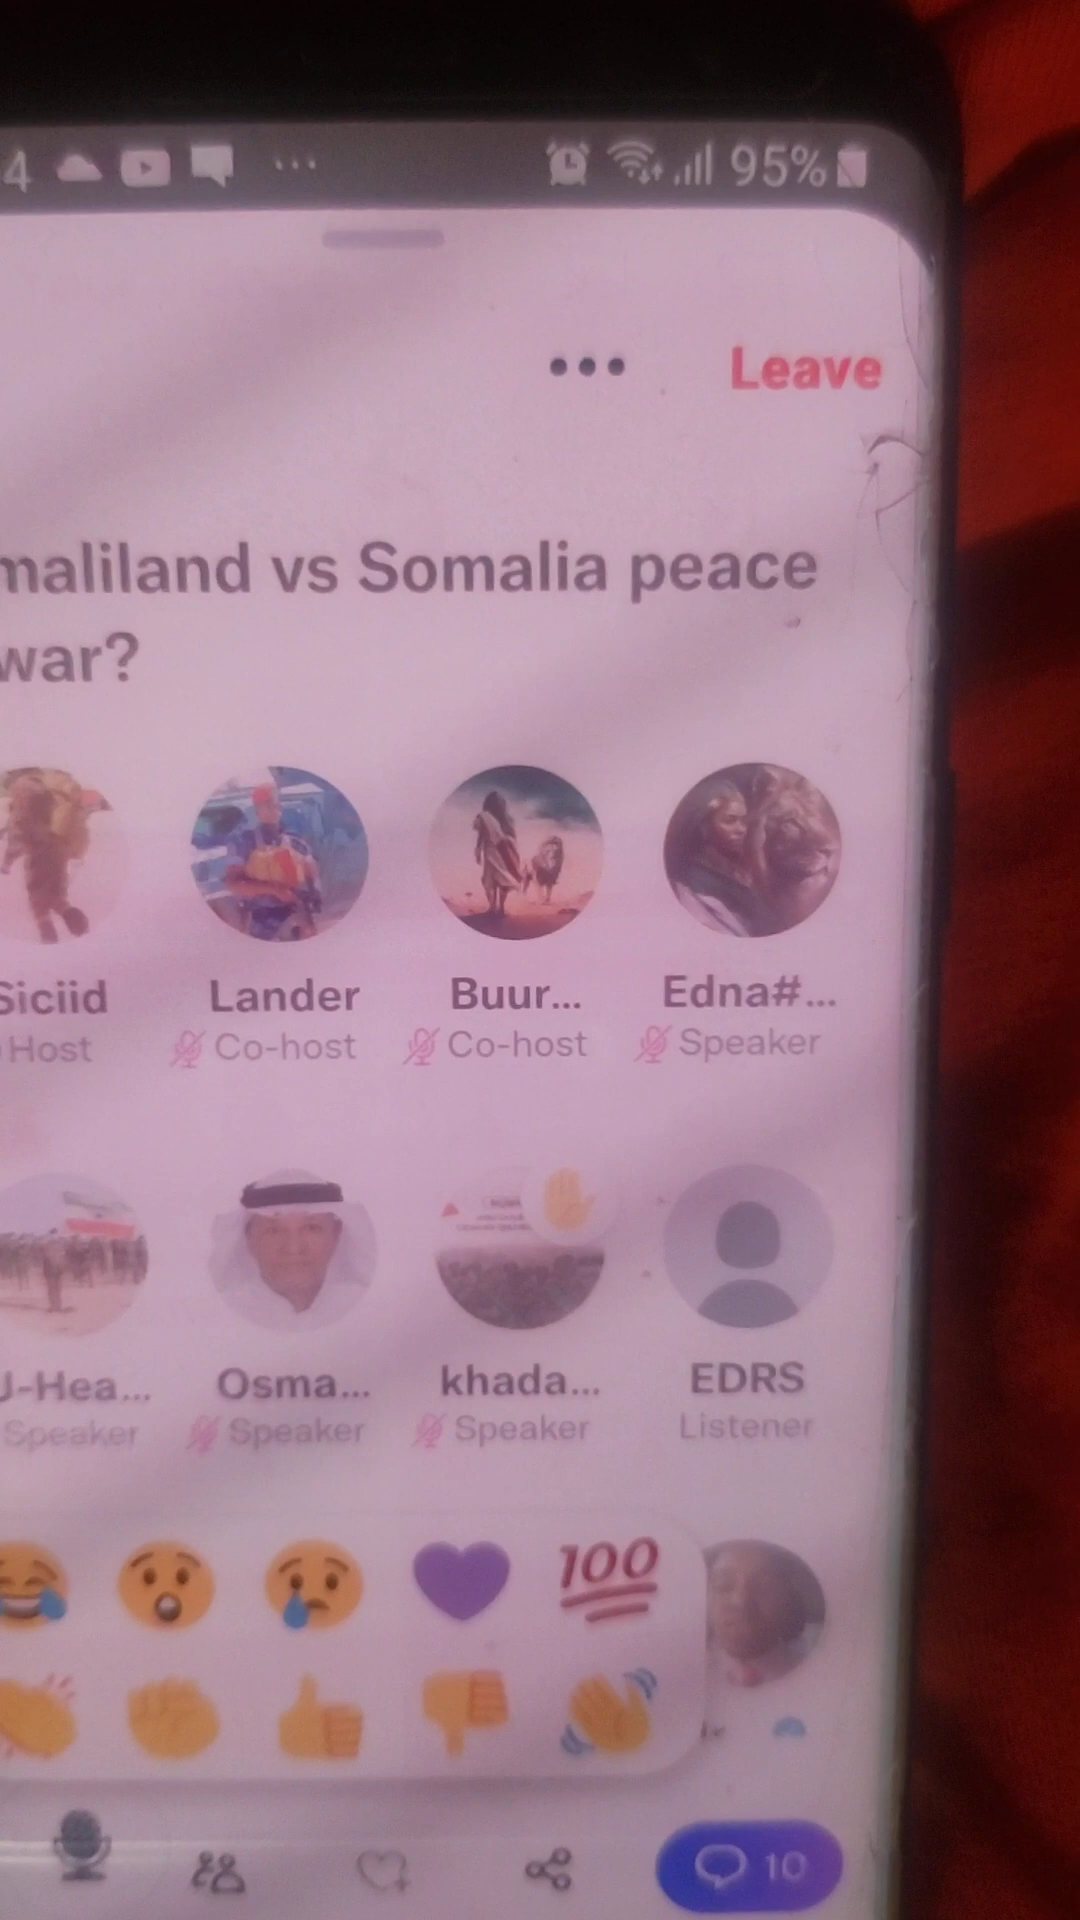 4 ... 95%
... Leave
maliland vs Somalia peace
war?
Siciid Lander Buur... Edna#...
Host Co-host Co-host Speaker
J-Hea... Osma... khada... EDRS
Speaker Speaker Speaker Listener
100
10